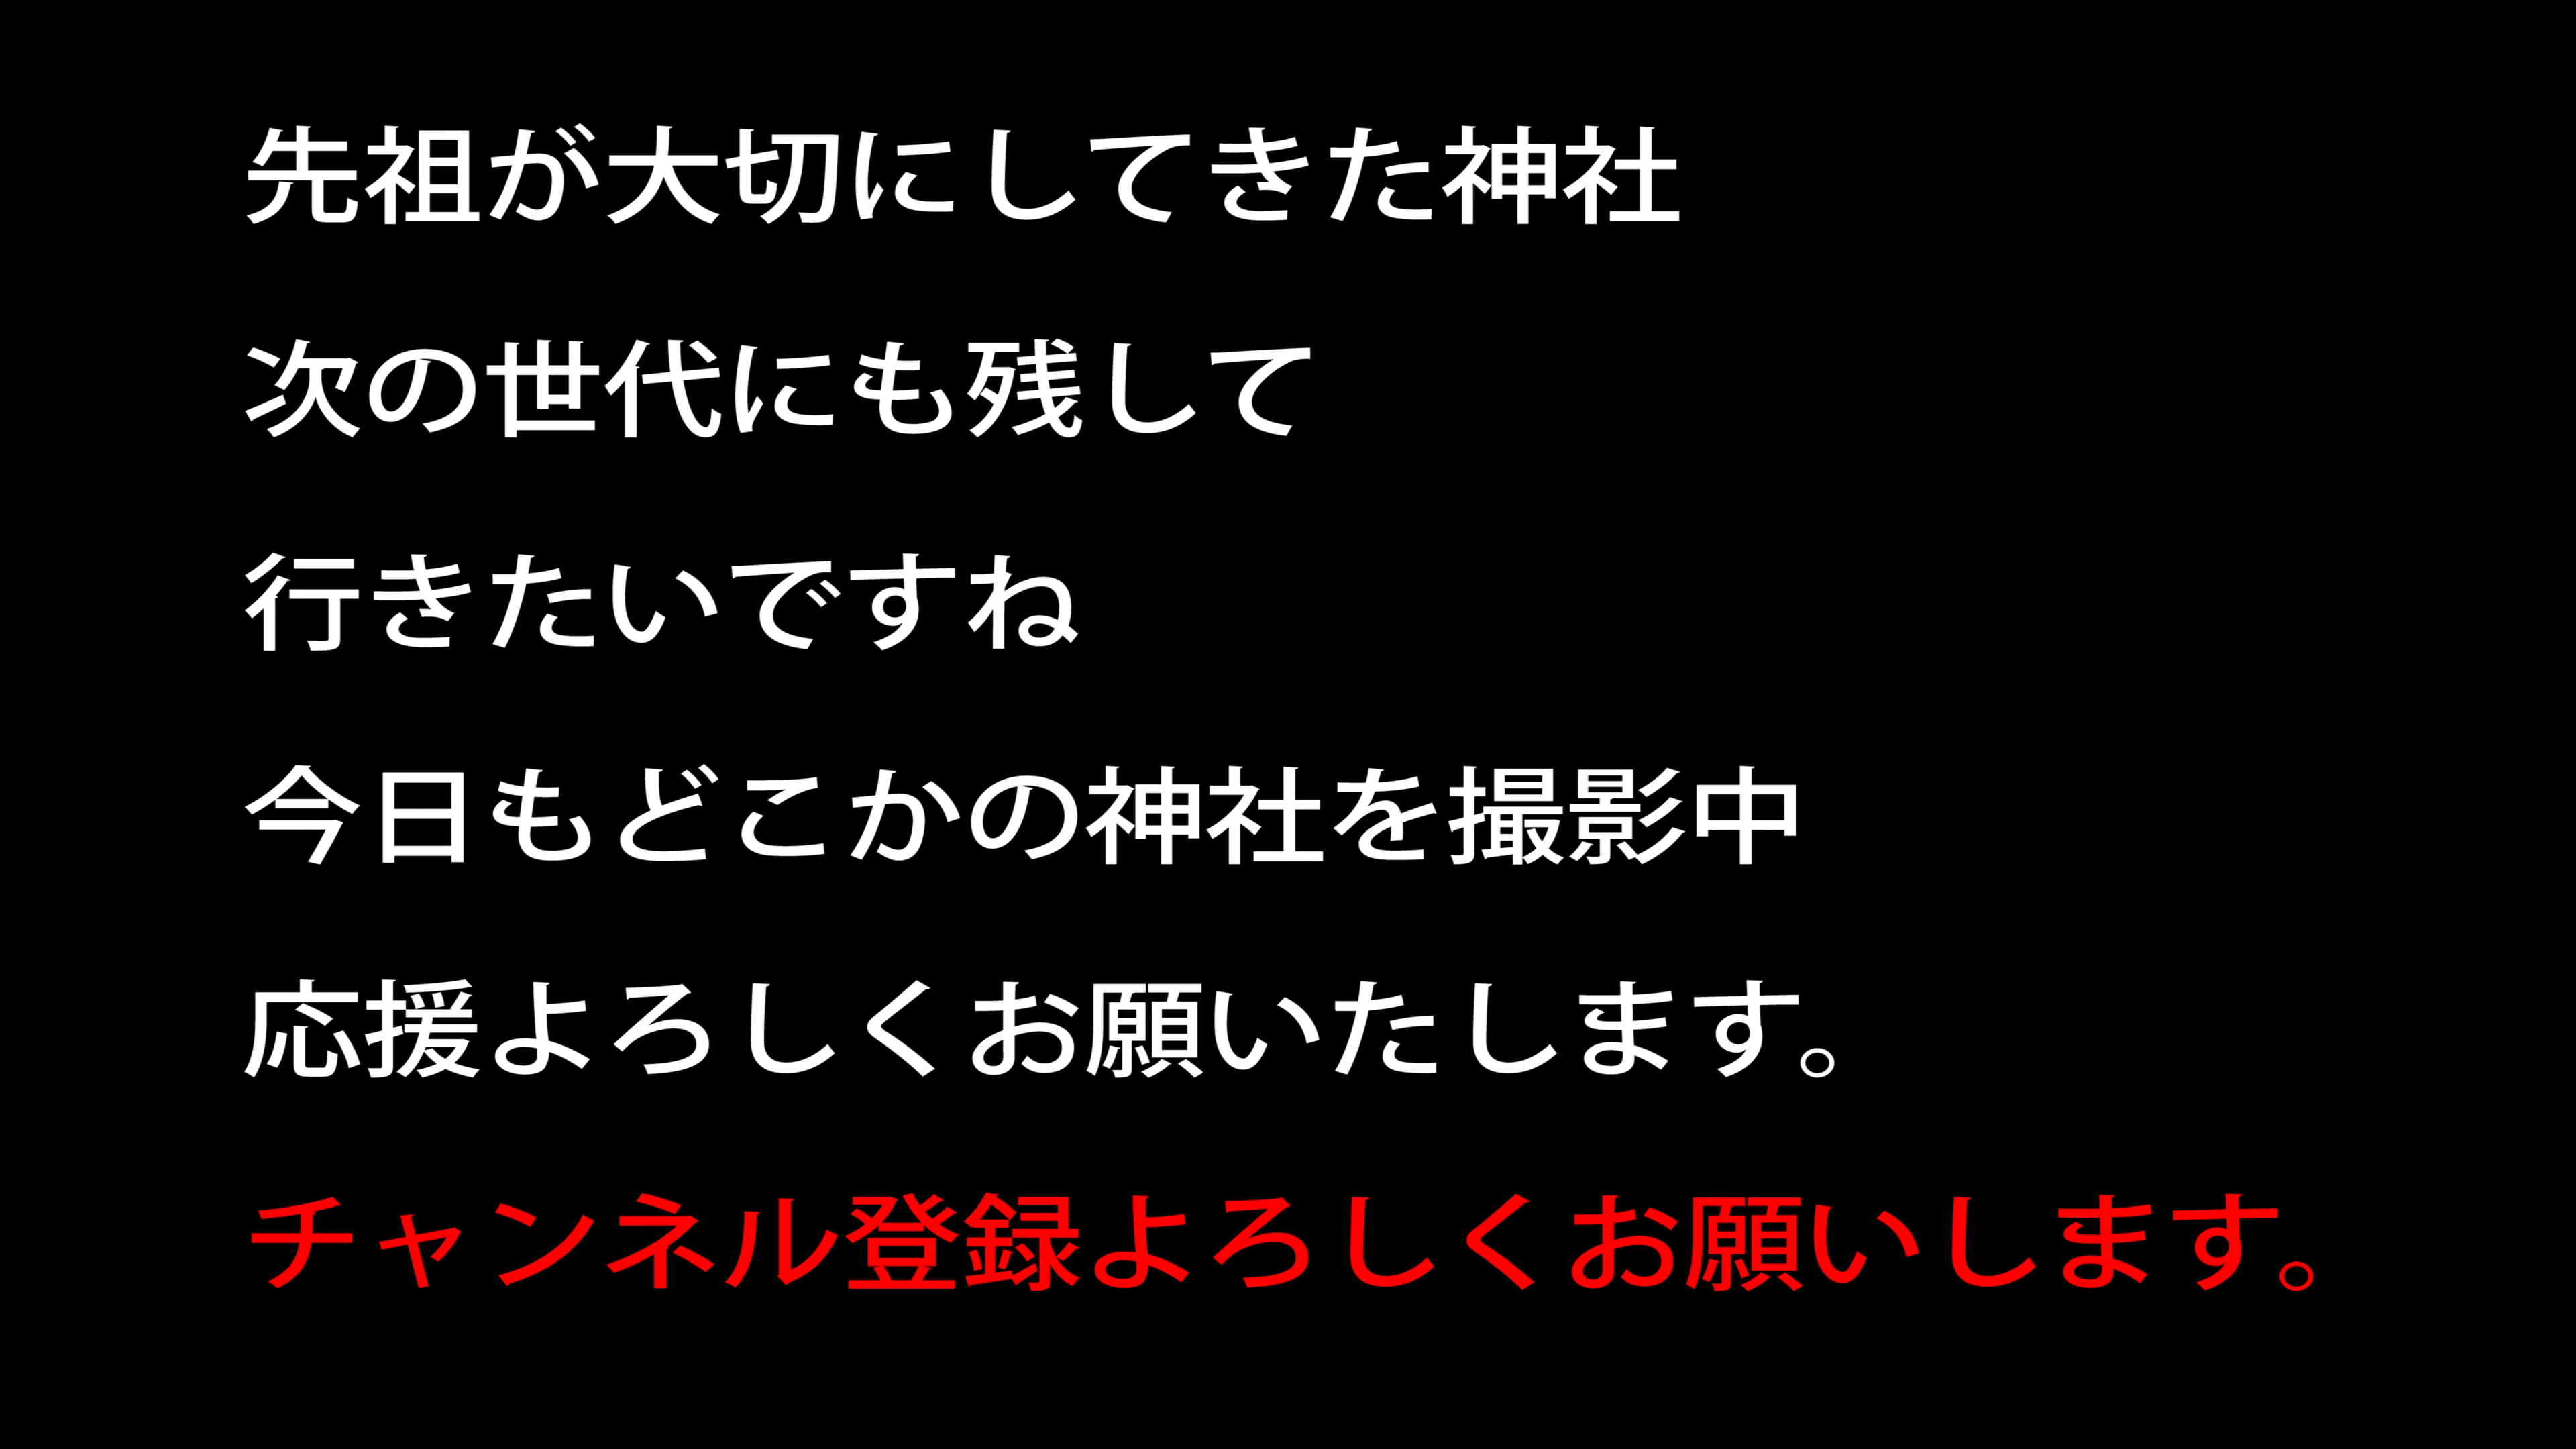 先祖が大切にしてきた神社
次の世代にも残して
行きたいですね
今日もどこかの神社を撮影中
応援よろしくお願いたします。
チャンネル登録よろしくお願いします。